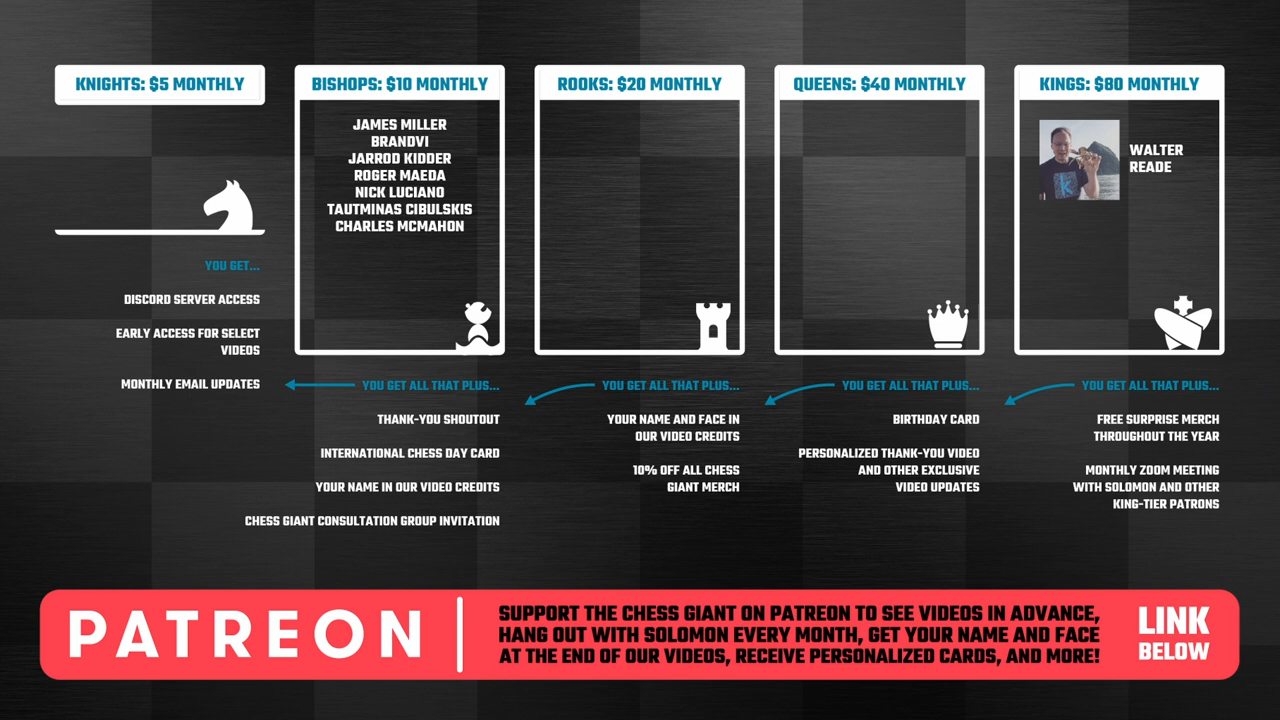 KNIGHTS: $5 MONTHLY
YOU GET...
DISCORD SERVER ACCESS
EARLY ACCESS FOR SELECT
VIDEOS
MONTHLY EMAIL UPDATES
BISHOPS: $10 MONTHLY
JAMES MILLER
BRANDVI
JARROD KIDDER
ROGER MAEDA
NICK LUCIANO
TAUTMINAS CIBULSKIS
CHARLES MCMAHON
YOU GET ALL THAT PLUS...
THANK-YOU SHOUTOUT
INTERNATIONAL CHESS DAY CARD
YOUR NAME IN OUR VIDEO CREDITS
CHESS GIANT CONSULTATION GROUP INVITATION
ROOKS: $20 MONTHLY
YOU GET ALL THAT PLUS...
YOUR NAME AND FACE IN
OUR VIDEO CREDITS
10% OFF ALL CHESS
GIANT MERCH
QUEENS: $40 MONTHLY
YOU GET ALL THAT PLUS...
BIRTHDAY CARD
PERSONALIZED THANK-YOU VIDEO
AND OTHER EXCLUSIVE
VIDEO UPDATES
KINGS: $80 MONTHLY
WALTER
READE
YOU GET ALL THAT PLUS...
FREE SURPRISE MERCH
THROUGHOUT THE YEAR
MONTHLY ZOOM MEETING
WITH SOLOMON AND OTHER
KING-TIER PATRONS
PATREON
SUPPORT THE CHESS GIANT ON PATREON TO SEE VIDEOS IN ADVANCE,
HANG OUT WITH SOLOMON EVERY MONTH, GET YOUR NAME AND FACE
AT THE END OF OUR VIDEOS, RECEIVE PERSONALIZED CARDS, AND MORE!
LINK
BELOW